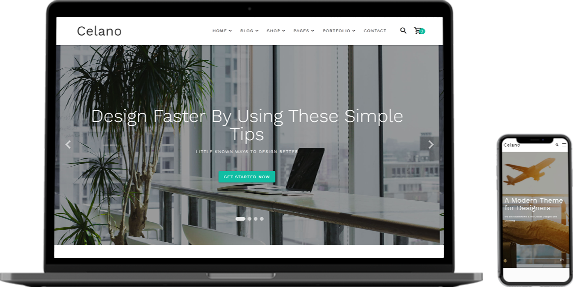 Celano
HOME BLOG SHOP PAGES PORTFOLIO CONTACT
Design Faster By Using These Simple
Tips
LITTLE KNOWN WAYS TO DESIGN BETTER
GET STARTED NOW
Celano
A Modern Theme
for Designers